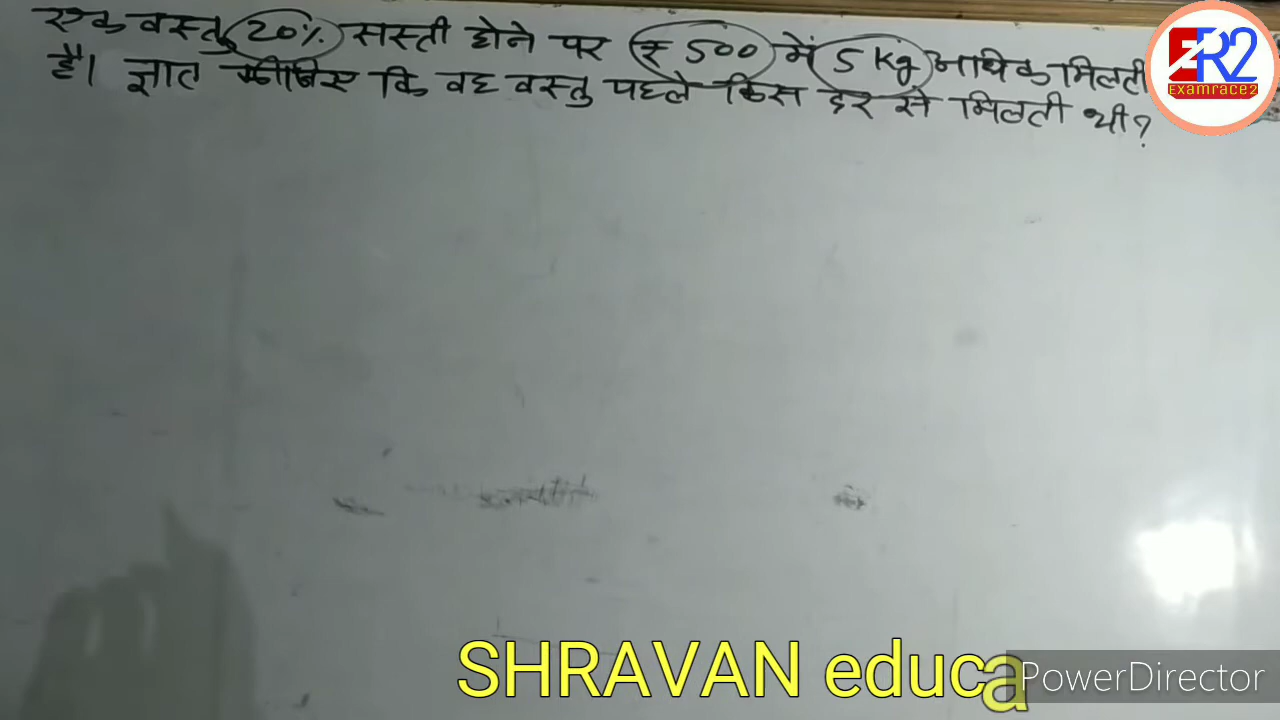 एक वस्तु 20% सस्ती होने पर ₹ 500 में 5 Kg अधिक मिलती
है। ज्ञात कीजिए कि वह वस्तु पहले किस दर से मिलती थी?
ER2
Examrace2
SHRAVAN educa
PowerDirector